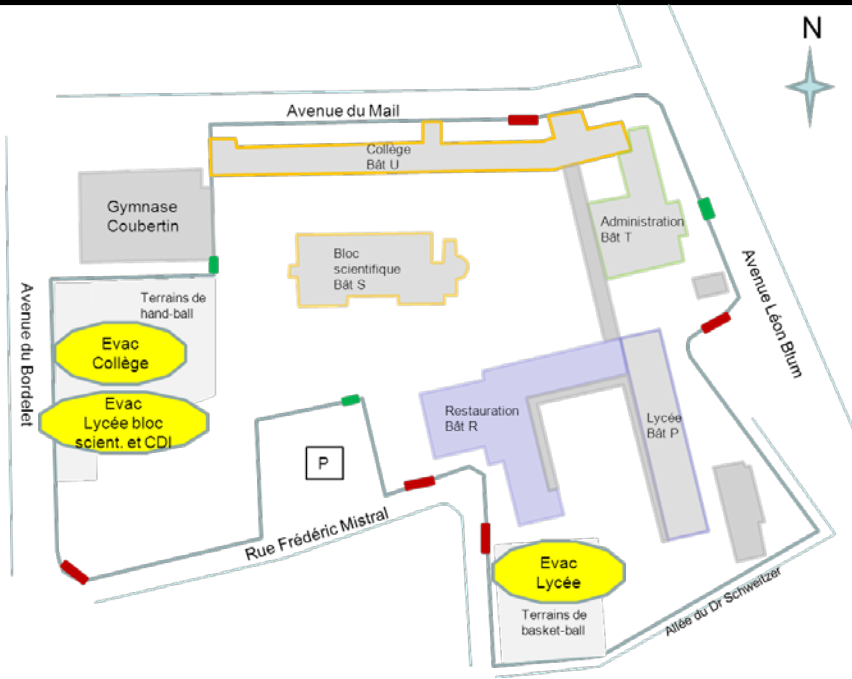 N
Avenue du Mail
Collège
Bât U
Gymnase
Coubertin
Administration
Bât T
Bloc
scientifique
Bât S
Terrains de
hand-ball
Avenue du Bordelet
Avenue Léon Blum
Evac
Collège
Evac
Lycée bloc
scient. et CDI
Restauration
Bât R
Lycée
Bât P
P
Rue Frédéric Mistral
Evac
Lycée
Terrains de
basket-ball
Allée du Dr Schweitzer